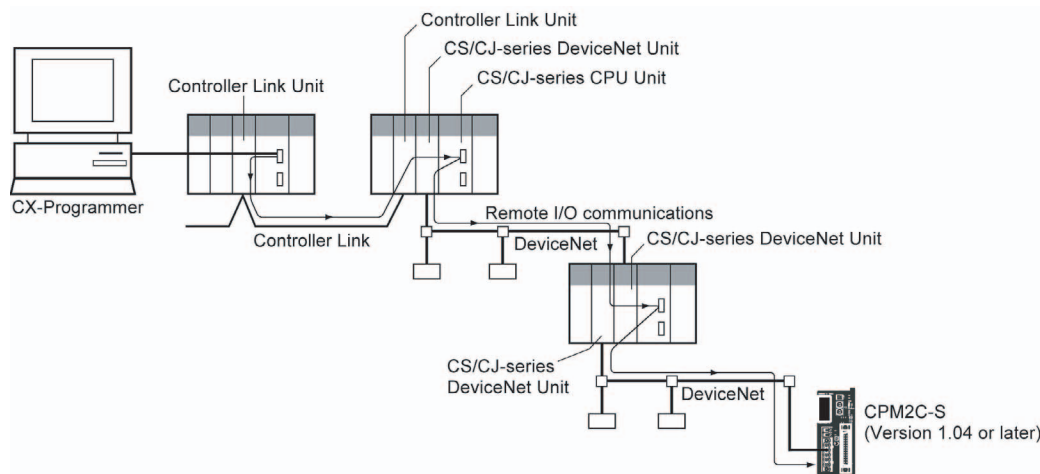 Controller Link Unit
CS/CJ-series DeviceNet Unit
CS/CJ-series CPU Unit
Controller Link Unit
CX-Programmer
Controller Link
Remote I/O communications
DeviceNet
CS/CJ-series DeviceNet Unit
CS/CJ-series
DeviceNet Unit
DeviceNet
CPM2C-S
(Version 1.04 or later)